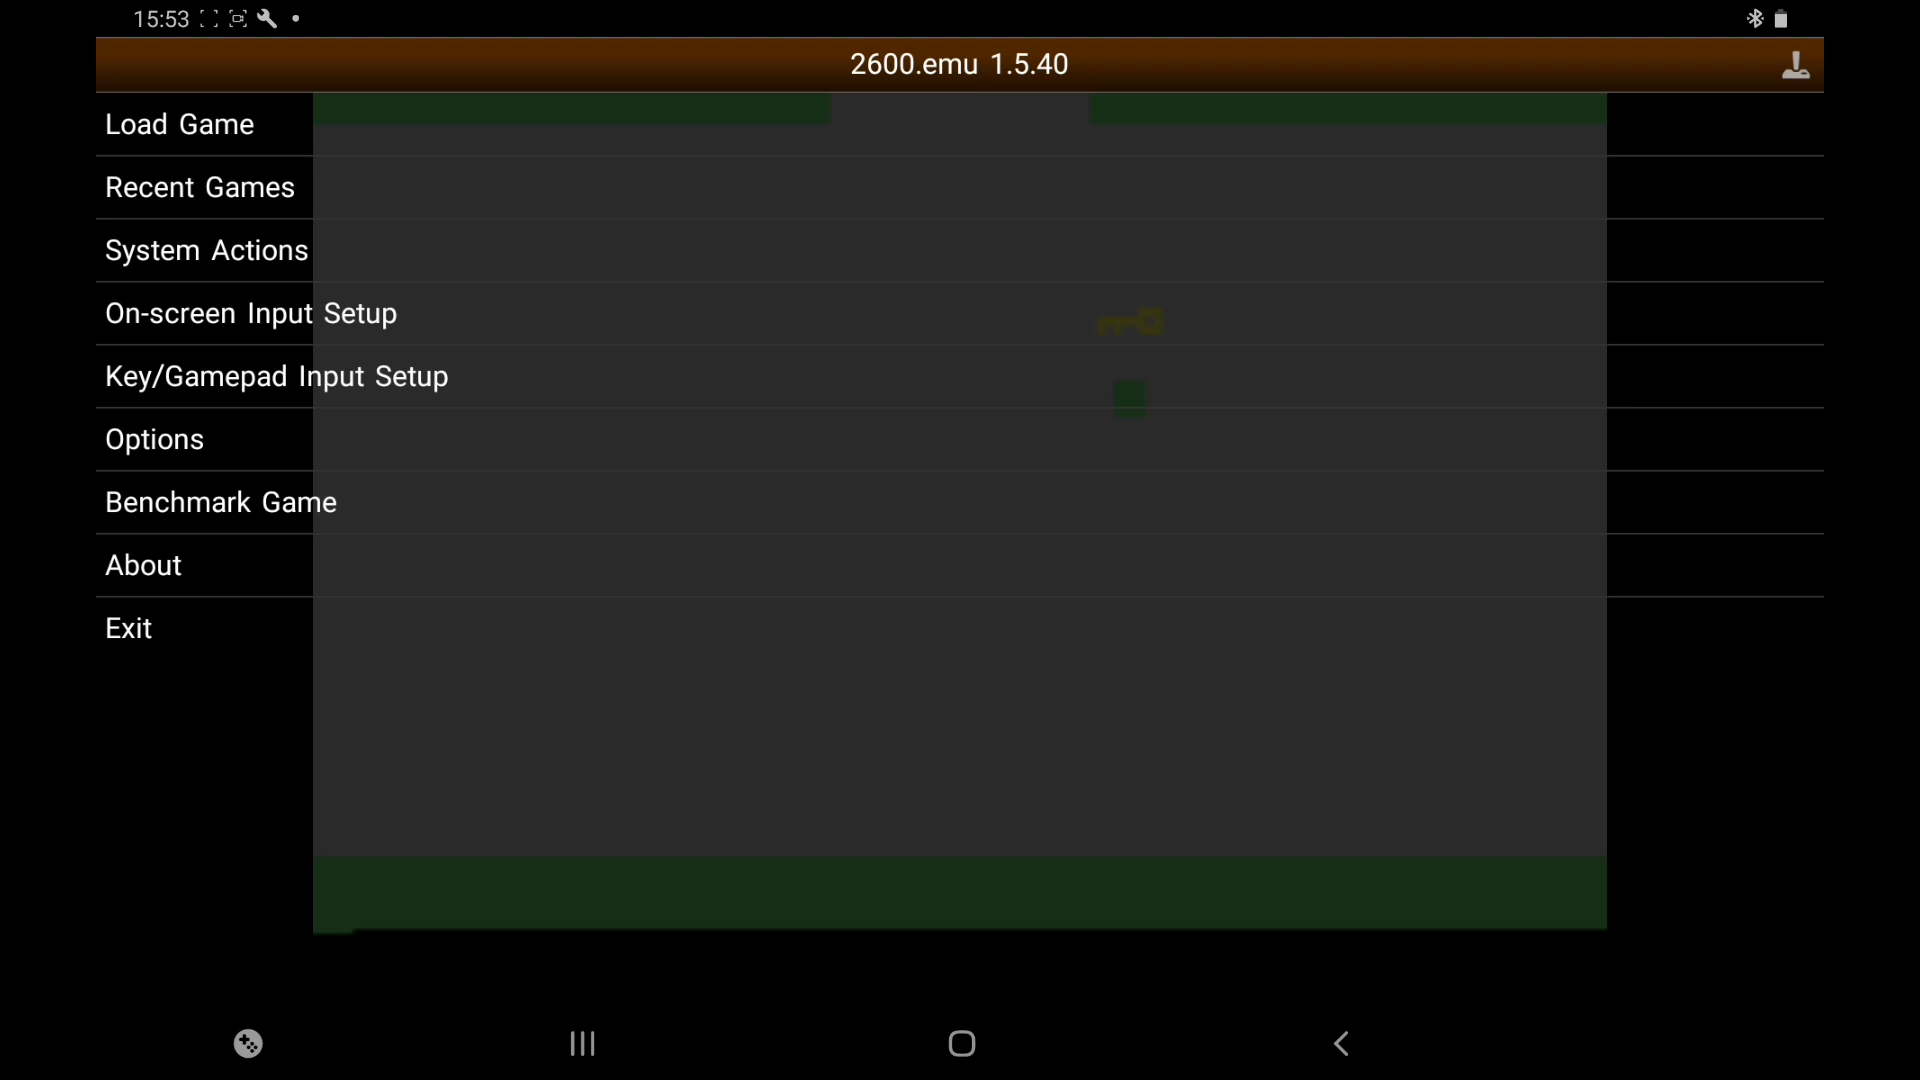 15:53
2600.emu 1.5.40
Load Game
Recent Games
System Actions
On-screen Input Setup
Key/Gamepad Input Setup
Options
Benchmark Game
About
Exit